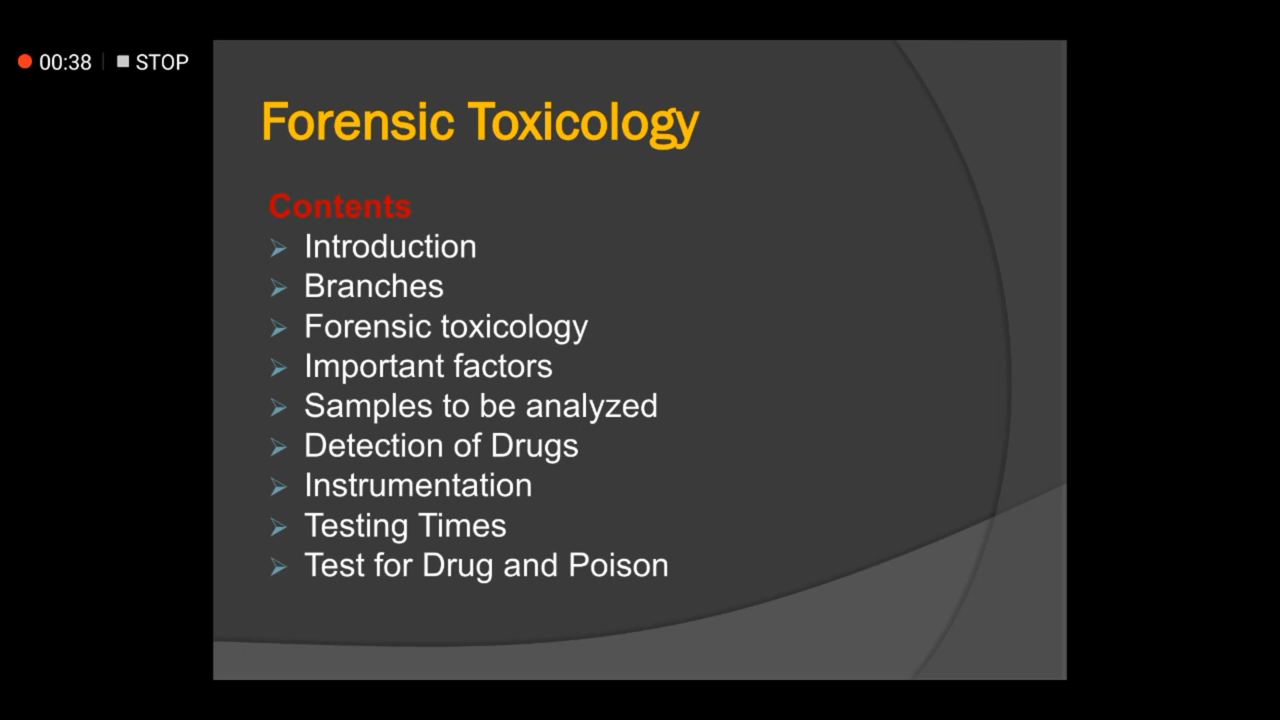 00:38 STOP
Forensic Toxicology
Contents
➢ Introduction
➢ Branches
➢ Forensic toxicology
➢ Important factors
➢ Samples to be analyzed
➢ Detection of Drugs
➢ Instrumentation
➢ Testing Times
➢ Test for Drug and Poison